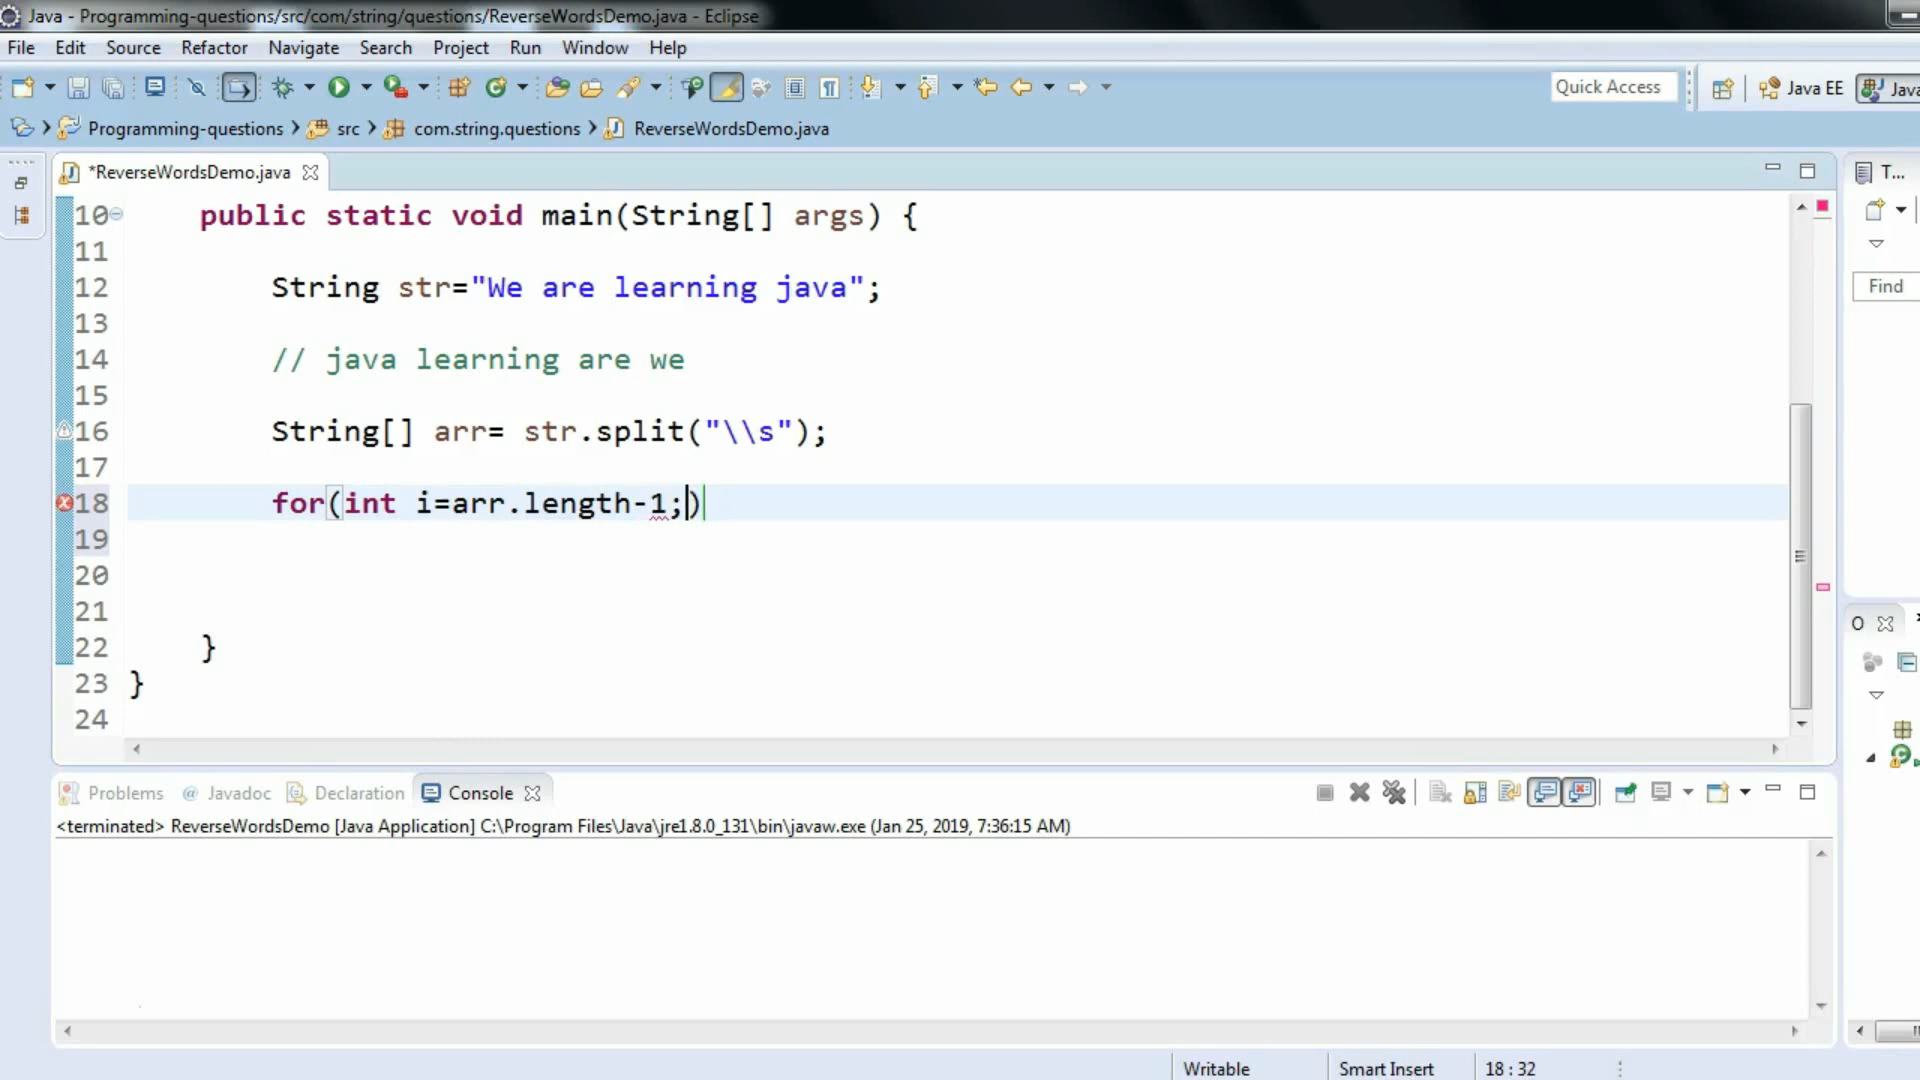 Java - Programming-questions/src/com/string/questions/ReverseWordsDemo.java - Eclipse
File Edit Source Refactor Navigate Search Project Run Window Help
Quick Access Java EE Java
Programming-questions src com.string.questions ReverseWordsDemo.java
*ReverseWordsDemo.java T...
10 public static void main(String[] args) {
11
12 String str="We are learning java";
13
14 // java learning are we
15
16 String[] arr= str.split("\\s");
17
18 for(int i=arr.length-1;)
19
20
21
22 }
23 }
24
Find
O
Problems @ Javadoc Declaration Console
<terminated> ReverseWordsDemo [Java Application] C:\Program Files\Java\jre1.8.0_131\bin\javaw.exe (Jan 25, 2019, 7:36:15 AM)
Writable Smart Insert 18 : 32